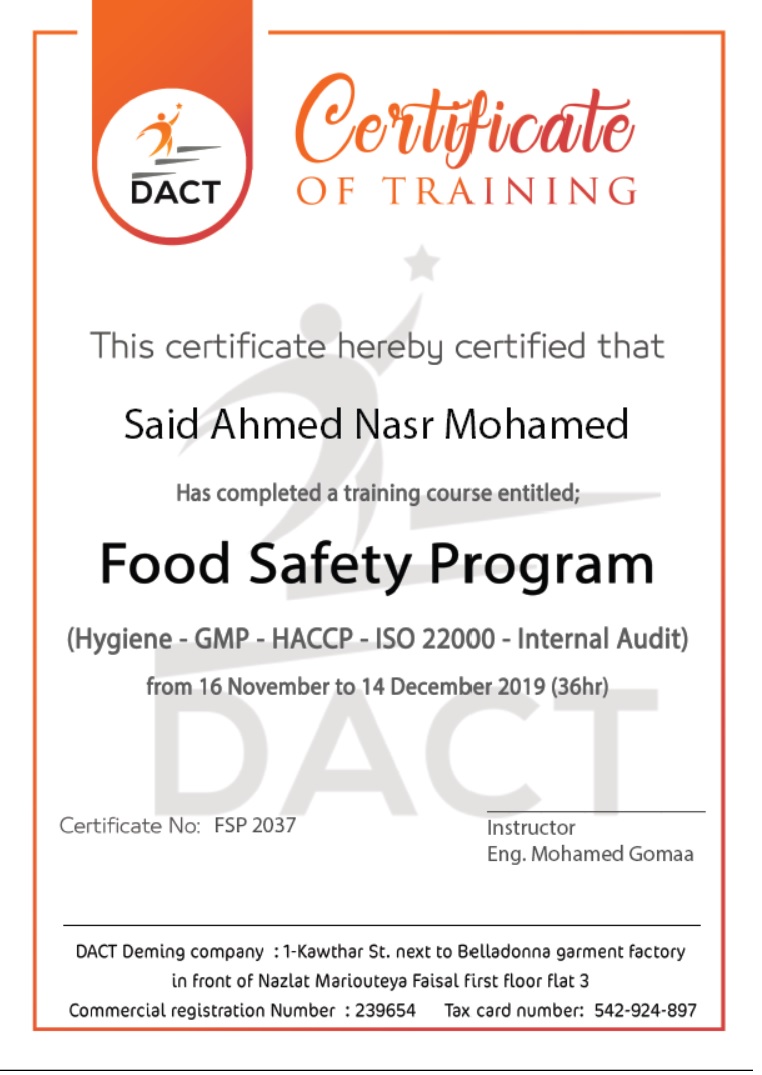 DACT
Certificate
OF TRAINING
This certificate hereby certified that
Said Ahmed Nasr Mohamed
Has completed a training course entitled;
Food Safety Program
(Hygiene - GMP - HACCP - ISO 22000 - Internal Audit)
from 16 November to 14 December 2019 (36hr)
DACT
Certificate No: FSP 2037
Instructor
Eng. Mohamed Gomaa
DACT Deming company : 1-Kawthar St. next to Belladonna garment factory
in front of Nazlat Mariouteya Faisal first floor flat 3
Commercial registration Number : 239654 Tax card number: 542-924-897